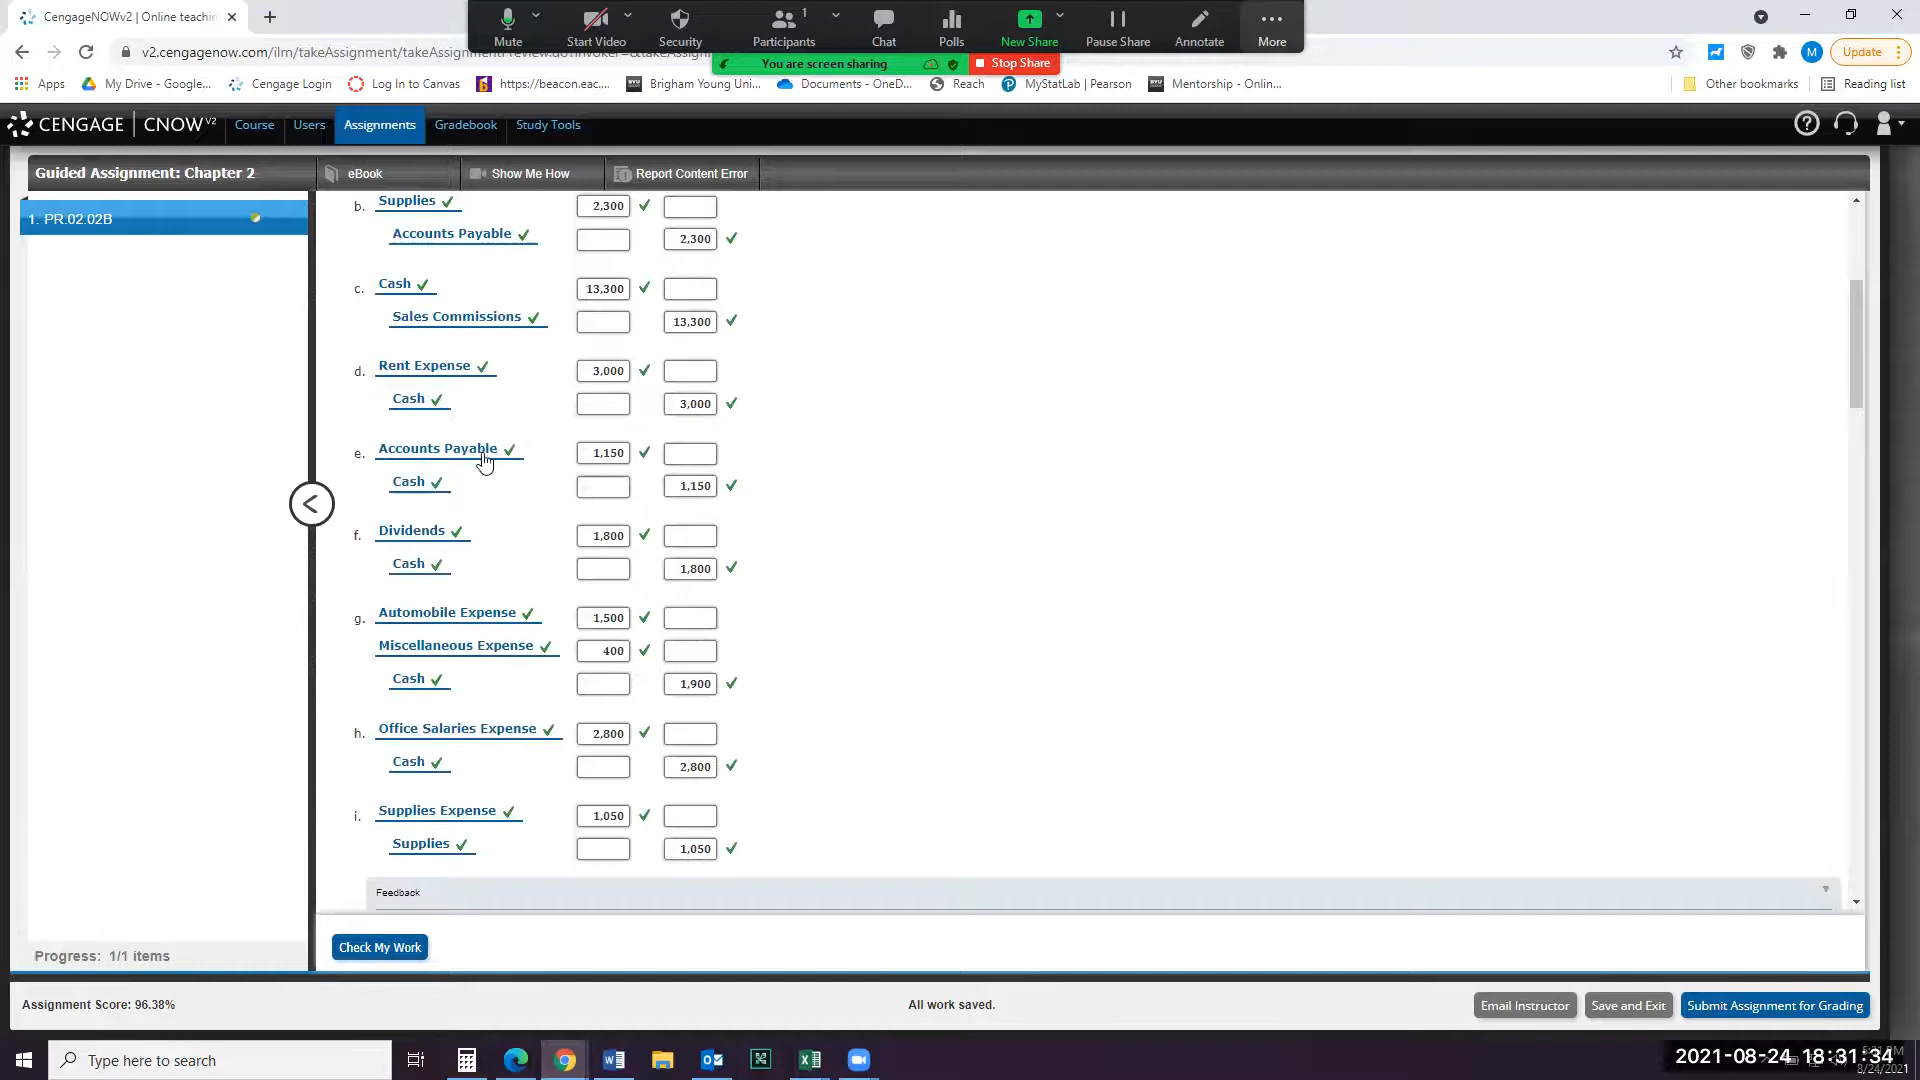 CengageNOWv2 | Online teachin
Mute
Start Video
Security
1
Participants
Chat
Polls
New Share
Pause Share
Annotate
More
You are screen sharing
Stop Share
v2.cengagenow.com/ilrn/takeAssignment/takeAssignment
M
Update
Apps
My Drive - Google...
Cengage Login
Log In to Canvas
https://beacon.eac....
Brigham Young Uni...
Documents - OneD...
Reach
MyStatLab | Pearson
Mentorship - Onlin...
Other bookmarks
Reading list
CENGAGE | CNOWv2
Course
Users
Assignments
Gradebook
Study Tools
Guided Assignment: Chapter 2
eBook
Show Me How
Report Content Error
1. PR.02.02B
b. Supplies 2,300
Accounts Payable 2,300
c. Cash 13,300
Sales Commissions 13,300
d. Rent Expense 3,000
Cash 3,000
e. Accounts Payable 1,150
Cash 1,150
f. Dividends 1,800
Cash 1,800
g. Automobile Expense 1,500
Miscellaneous Expense 400
Cash 1,900
h. Office Salaries Expense 2,800
Cash 2,800
i. Supplies Expense 1,050
Supplies 1,050
Feedback
Check My Work
Progress: 1/1 items
Assignment Score: 96.38%
All work saved.
Email Instructor
Save and Exit
Submit Assignment for Grading
Type here to search
2021-08-24 18:31:34
8/24/2021